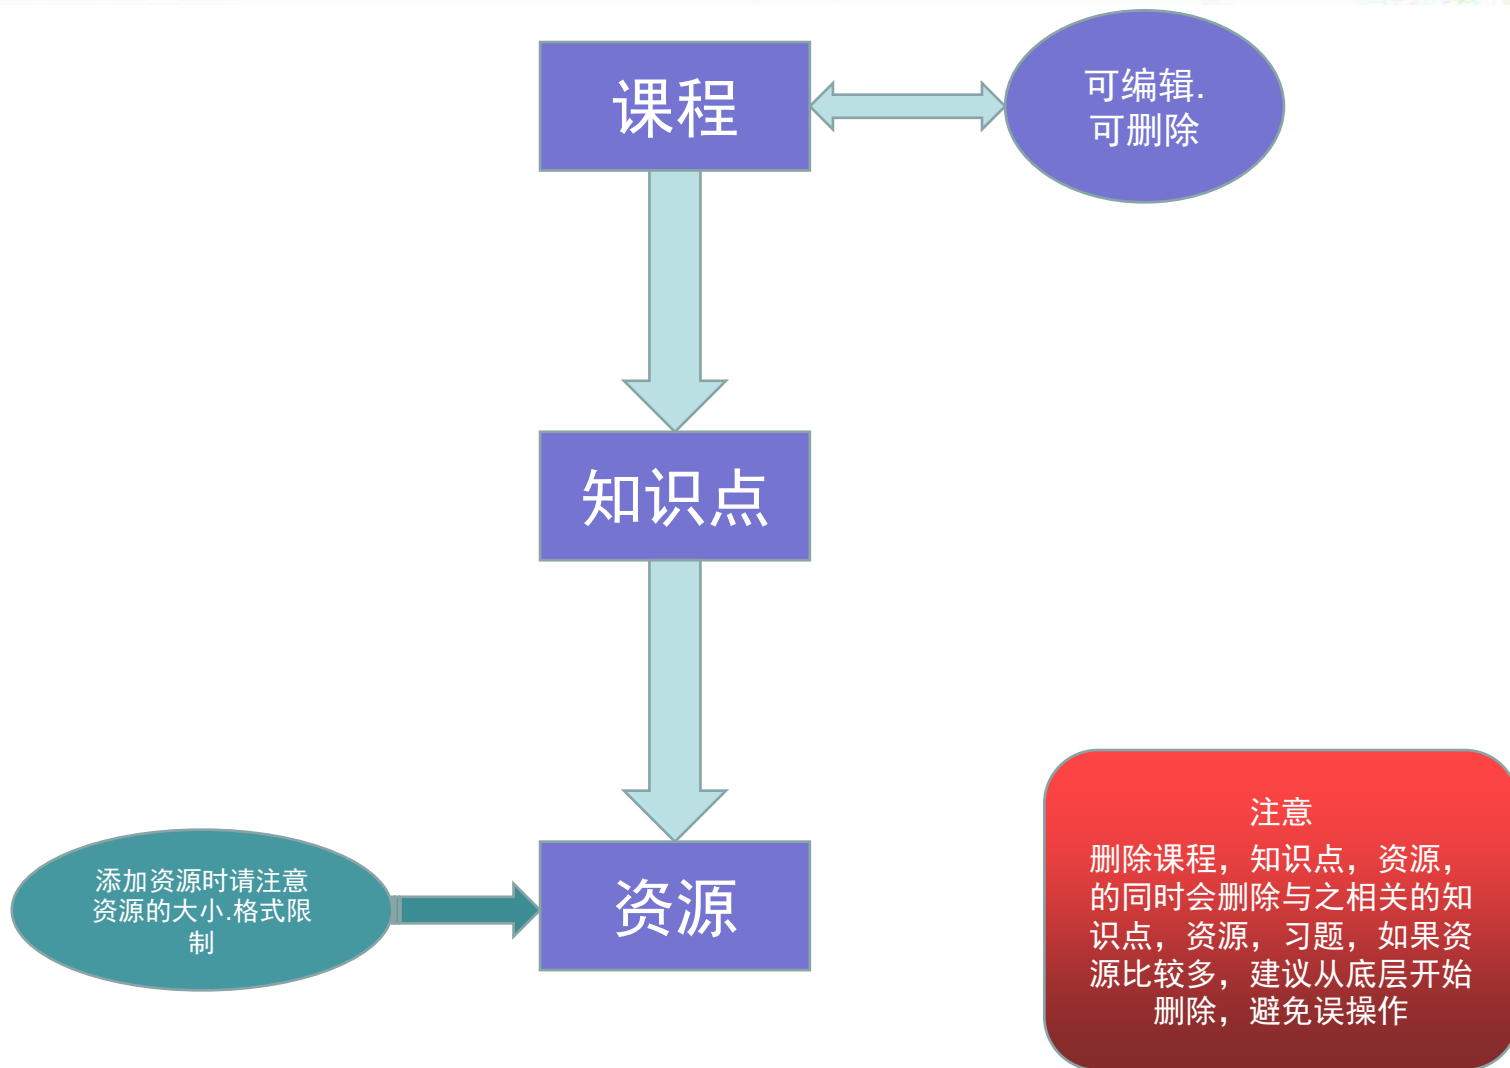 课程
可编辑.
可删除
知识点
添加资源时请注意
资源的大小.格式限
制
资源
注意
删除课程，知识点，资源，
的同时会删除与之相关的知
识点，资源，习题，如果资
源比较多，建议从底层开始
删除，避免误操作